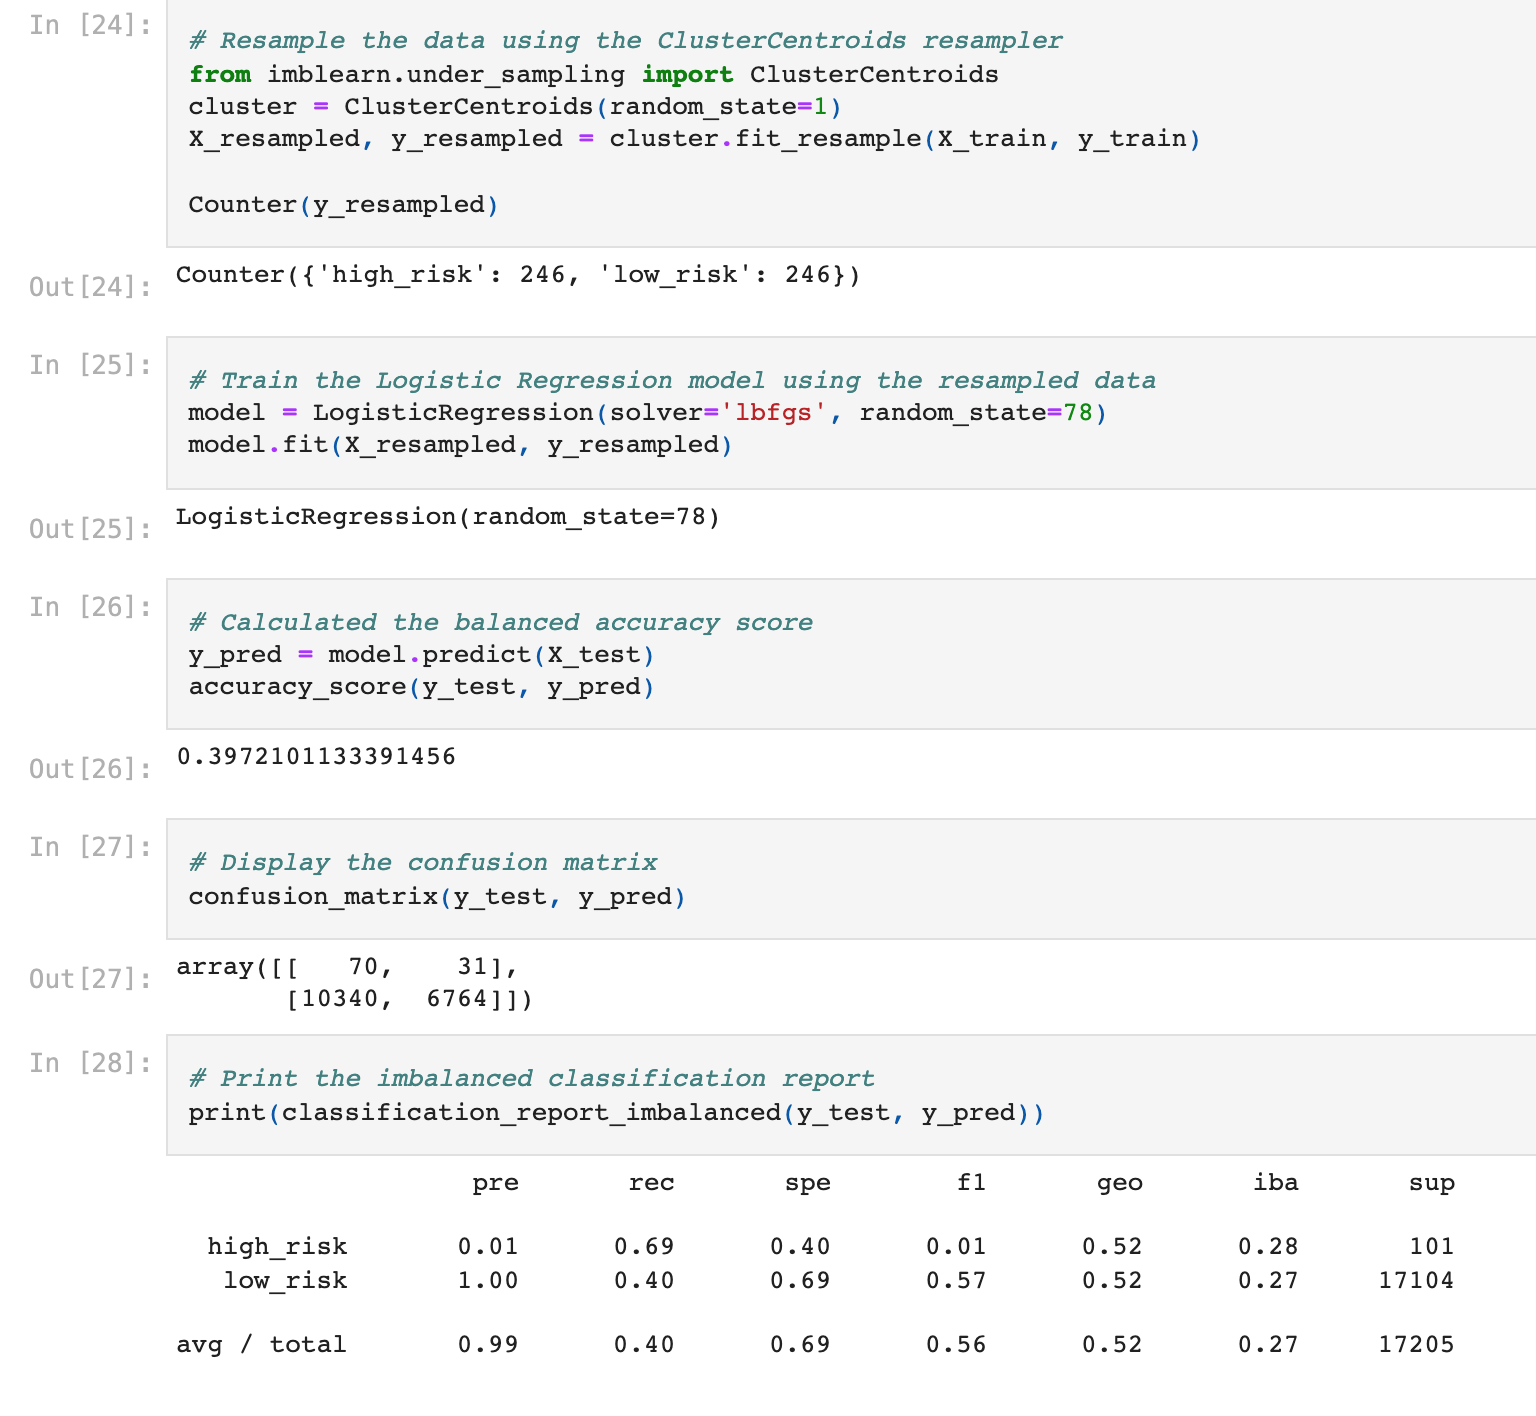 In [24]:
# Resample the data using the ClusterCentroids resampler
from imblearn.under_sampling import ClusterCentroids
cluster = ClusterCentroids(random_state=1)
X_resampled, y_resampled = cluster.fit_resample(X_train, y_train)
Counter(y_resampled)
Out[24]:
Counter({'high_risk': 246, 'low_risk': 246})
In [25]:
# Train the Logistic Regression model using the resampled data
model = LogisticRegression(solver='lbfgs', random_state=78)
model.fit(X_resampled, y_resampled)
Out[25]:
LogisticRegression(random_state=78)
In [26]:
# Calculated the balanced accuracy score
y_pred = model.predict(X_test)
accuracy_score(y_test, y_pred)
Out[26]:
0.3972101133391456
In [27]:
# Display the confusion matrix
confusion_matrix(y_test, y_pred)
Out[27]:
array([[   70,    31],
       [10340,  6764]])
In [28]:
# Print the imbalanced classification report
print(classification_report_imbalanced(y_test, y_pred))
pre rec spe f1 geo iba sup
high_risk 0.01 0.69 0.40 0.01 0.52 0.28 101
low_risk 1.00 0.40 0.69 0.57 0.52 0.27 17104
avg / total 0.99 0.40 0.69 0.56 0.52 0.27 17205